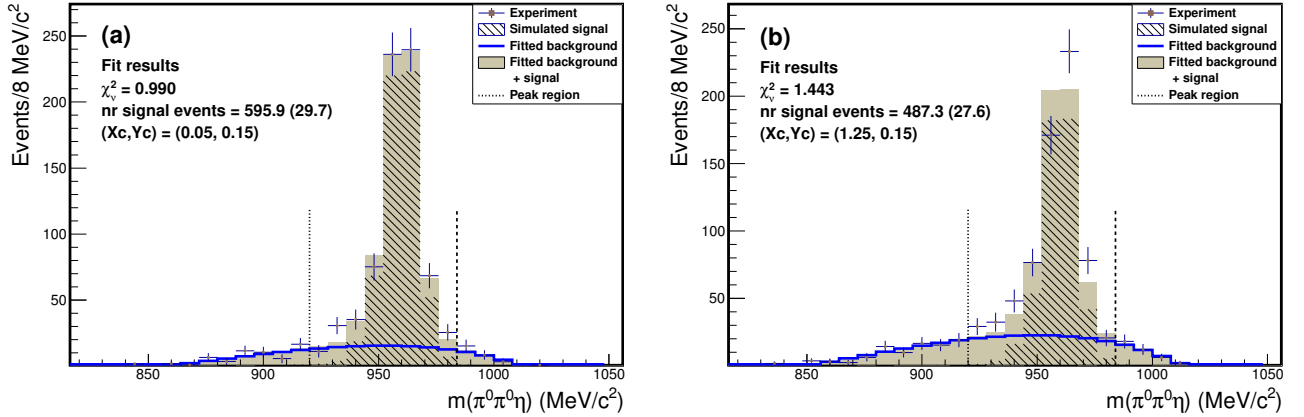 (a)
Fit results
χ²ᵥ = 0.990
nr signal events = 595.9 (29.7)
(Xc,Yc) = (0.05, 0.15)
Experiment
Simulated signal
Fitted background
Fitted background
+ signal
Peak region
Events/8 MeV/c²
250
200
150
100
50
850 900 950 1000 1050
m(π⁰π⁰η) (MeV/c²)
(b)
Fit results
χ²ᵥ = 1.443
nr signal events = 487.3 (27.6)
(Xc,Yc) = (1.25, 0.15)
Experiment
Simulated signal
Fitted background
Fitted background
+ signal
Peak region
Events/8 MeV/c²
250
200
150
100
50
850 900 950 1000 1050
m(π⁰π⁰η) (MeV/c²)